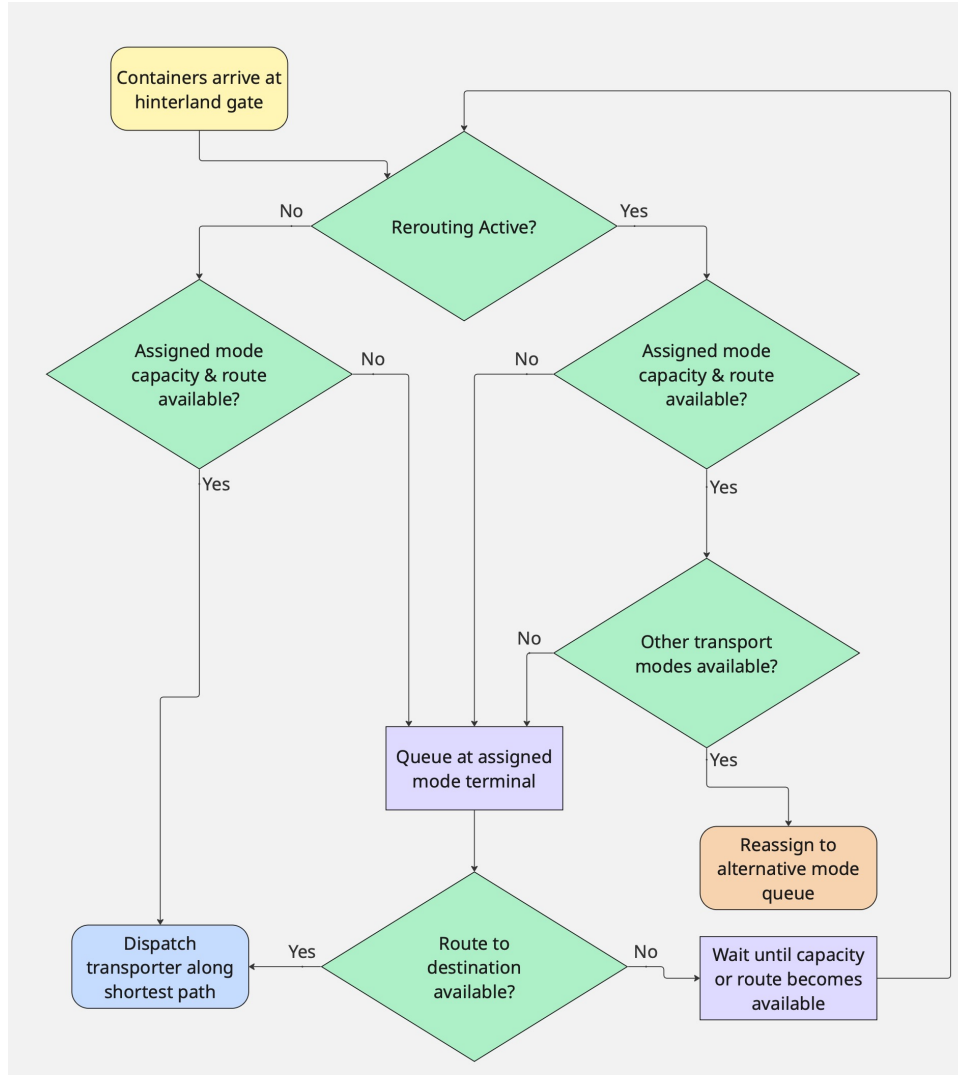 Containers arrive at
hinterland gate
Rerouting Active?
No
Yes
Assigned mode
capacity & route
available?
No
Yes
Assigned mode
capacity & route
available?
No
Yes
Other transport
modes available?
No
Yes
Queue at assigned
mode terminal
Reassign to
alternative mode
queue
Route to
destination
available?
Yes
No
Dispatch
transporter along
shortest path
Wait until capacity
or route becomes
available